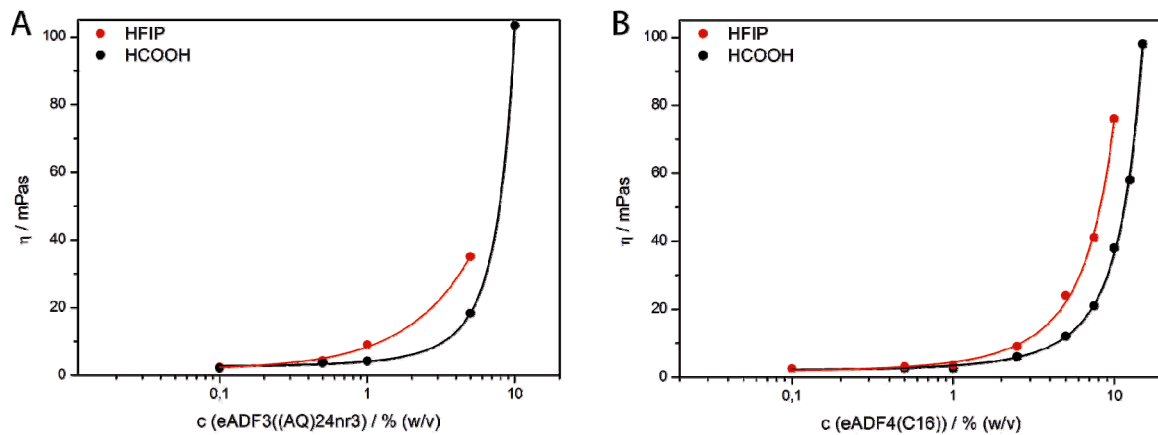 A
HFIP
HCOOH
100
80
60
40
20
0
η / mPas
0,1
1
10
c (eADF3((AQ)24nr3) / % (w/v)
B
HFIP
HCOOH
100
80
60
40
20
0
η / mPas
0,1
1
10
c (eADF4(C16)) / % (w/v)